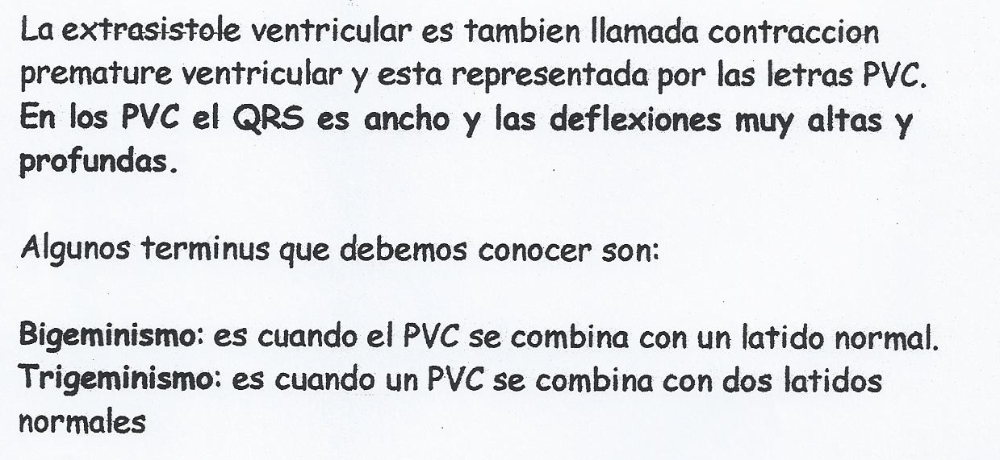 La extrasistole ventricular es tambien llamada contraccion
premature ventricular y esta representada por las letras PVC.
En los PVC el QRS es ancho y las deflexiones muy altas y
profundas.
Algunos terminus que debemos conocer son:
Bigeminismo: es cuando el PVC se combina con un latido normal.
Trigeminismo: es cuando un PVC se combina con dos latidos
normales